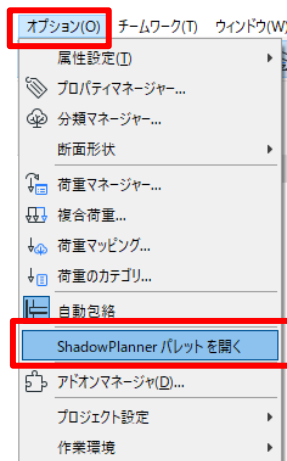 オプション(O) チームワーク(T) ウィンドウ(W)
属性設定(I)
プロパティマネージャー...
分類マネージャー...
断面形状
荷重マネージャー...
複合荷重...
荷重マッピング...
荷重のカテゴリ...
自動包絡
ShadowPlanner パレット を開く
アドオンマネージャ(D)...
プロジェクト設定
作業環境